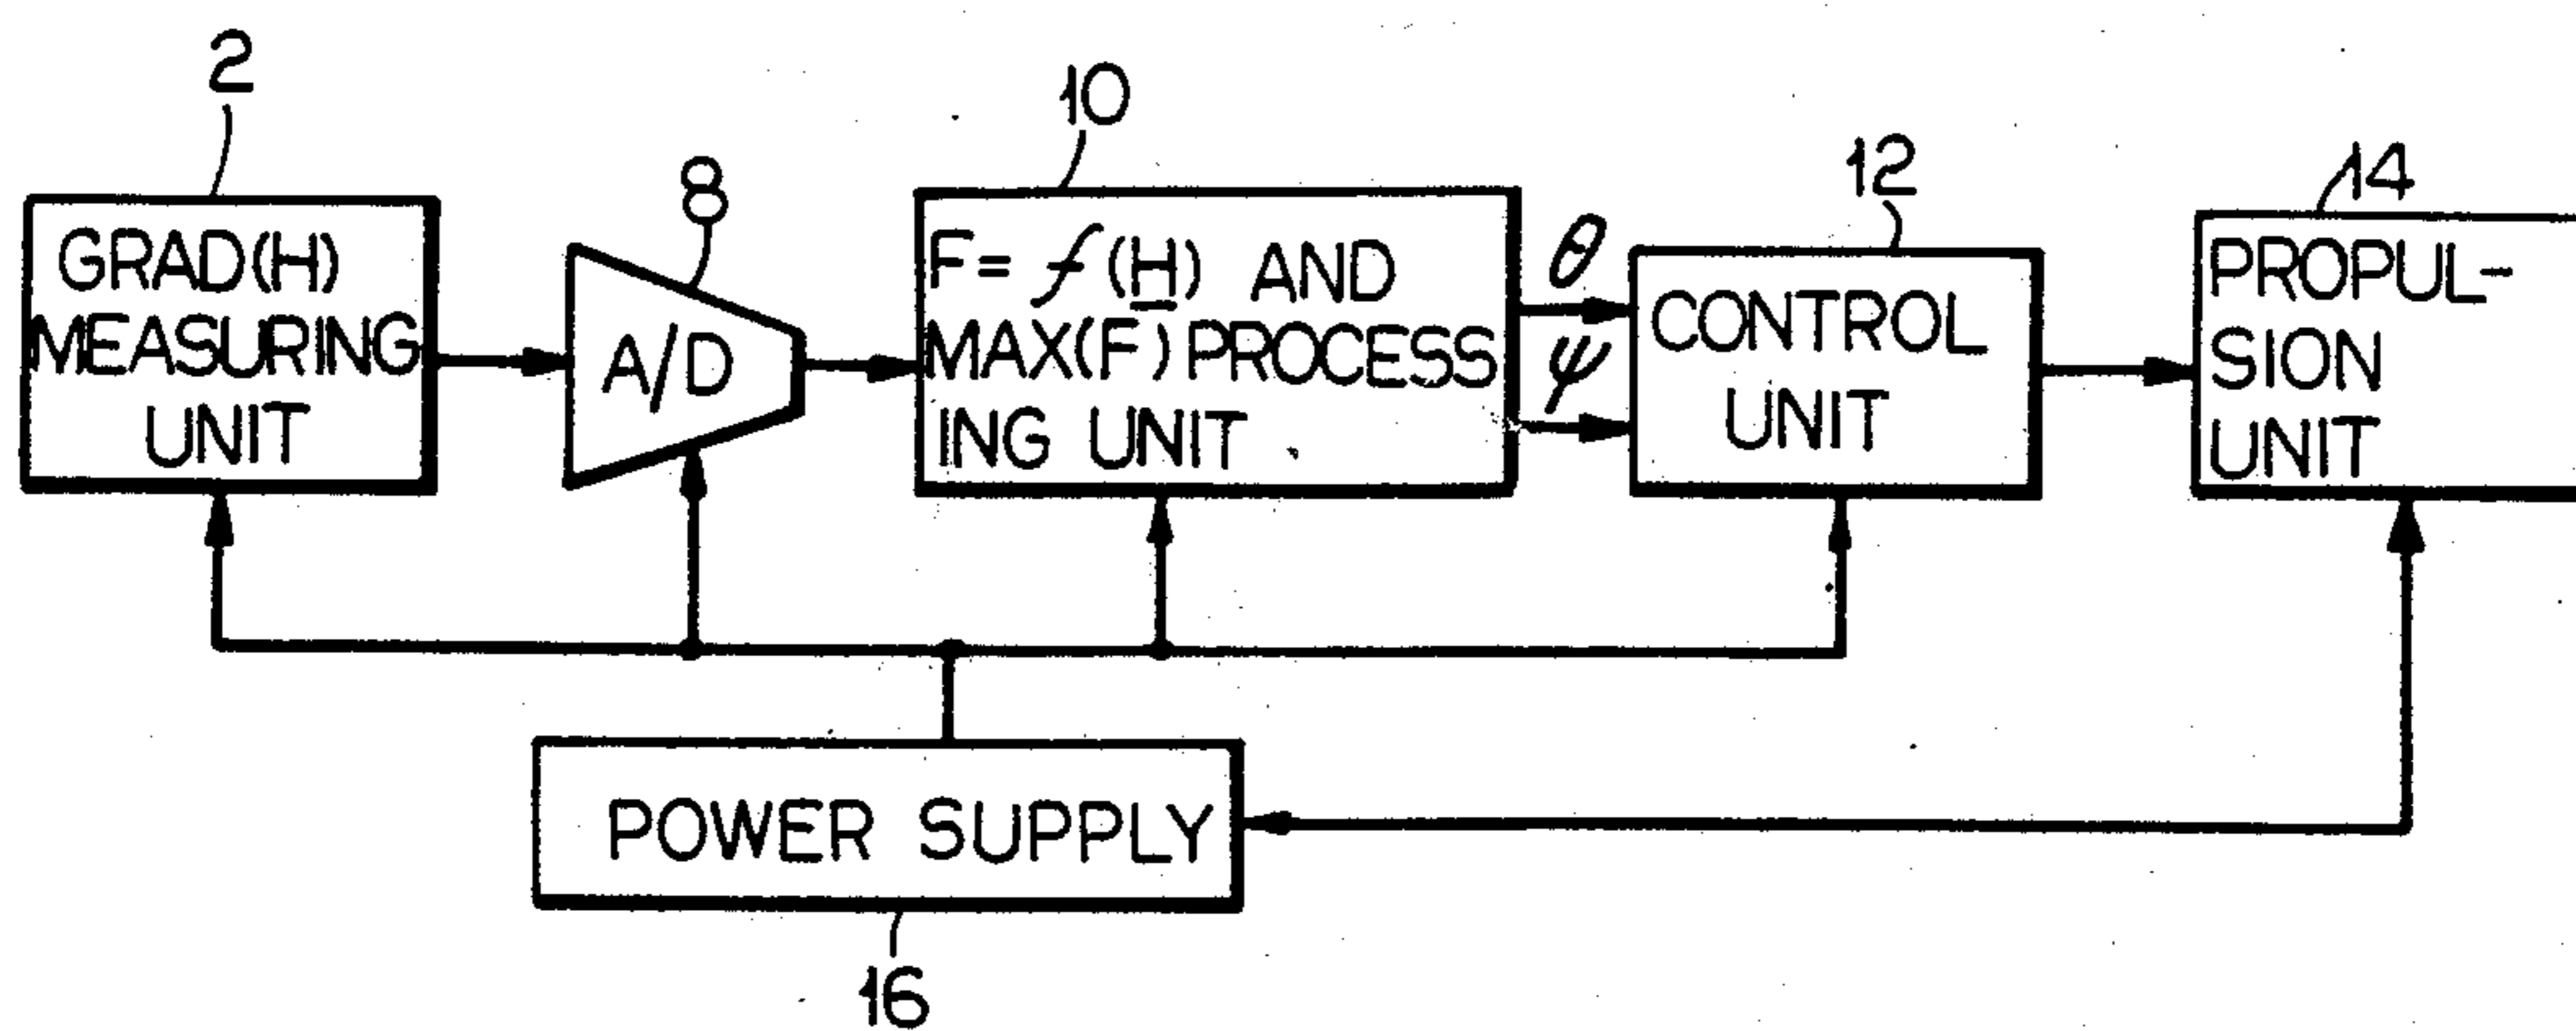 2
GRAD(H)
MEASURING
UNIT
8
A/D
10
F= f(H) AND
MAX(F) PROCESS
ING UNIT
θ
ψ
12
CONTROL
UNIT
14
PROPUL-
SION
UNIT
POWER SUPPLY
16